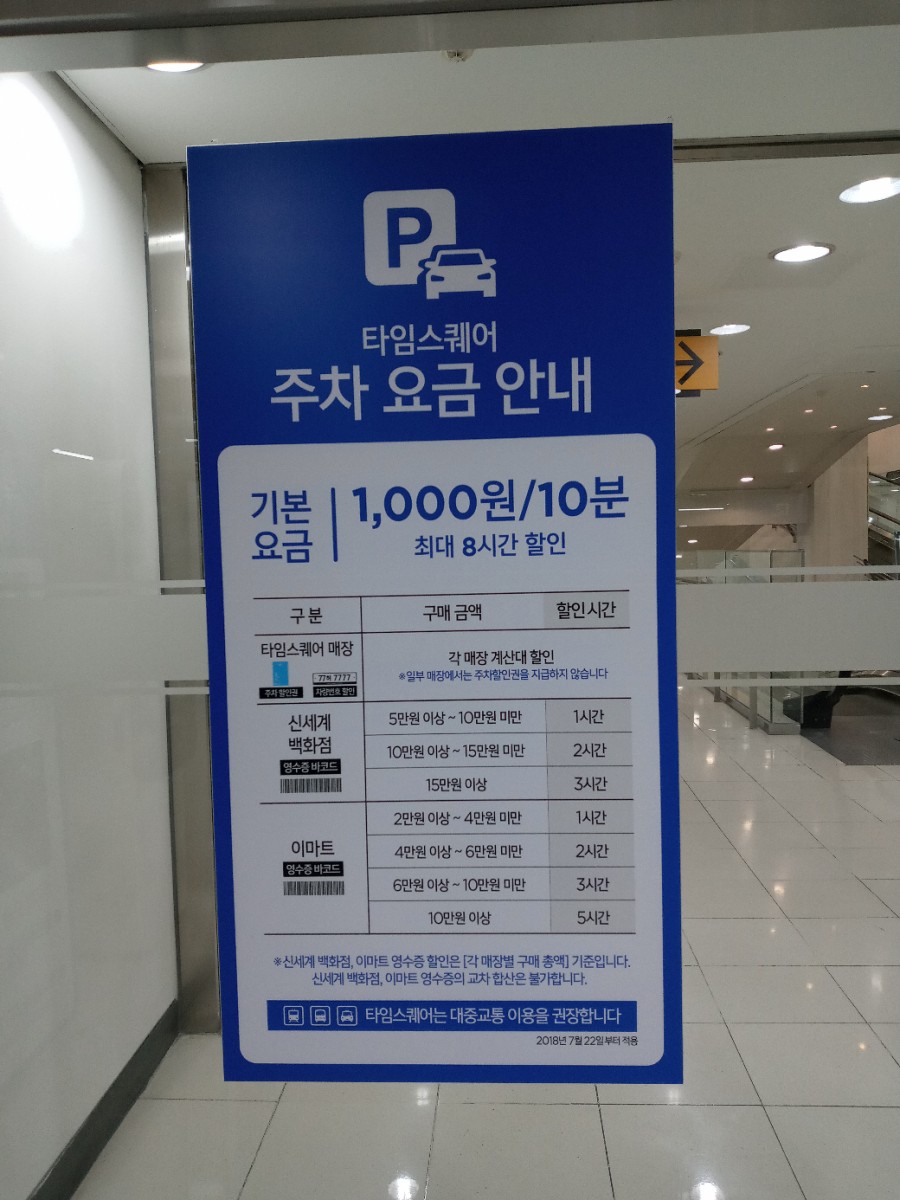 P
타임스퀘어
주차 요금 안내
기본 요금
1,000원/10분
최대 8시간 할인
구 분 구매 금액 할인시간
타임스퀘어 매장
주차 할인권 77허 7777
차량번호 할인
각 매장 계산대 할인
※일부 매장에서는 주차할인권을 지급하지 않습니다
신세계
백화점
영수증 바코드
5만원 이상 ~ 10만원 미만 1시간
10만원 이상 ~ 15만원 미만 2시간
15만원 이상 3시간
이마트
영수증 바코드
2만원 이상 ~ 4만원 미만 1시간
4만원 이상 ~ 6만원 미만 2시간
6만원 이상 ~ 10만원 미만 3시간
10만원 이상 5시간
※신세계 백화점, 이마트 영수증 할인은 [각 매장별 구매 총액] 기준입니다.
신세계 백화점, 이마트 영수증의 교차 합산은 불가합니다.
타임스퀘어는 대중교통 이용을 권장합니다
2018년 7월 22일부터 적용